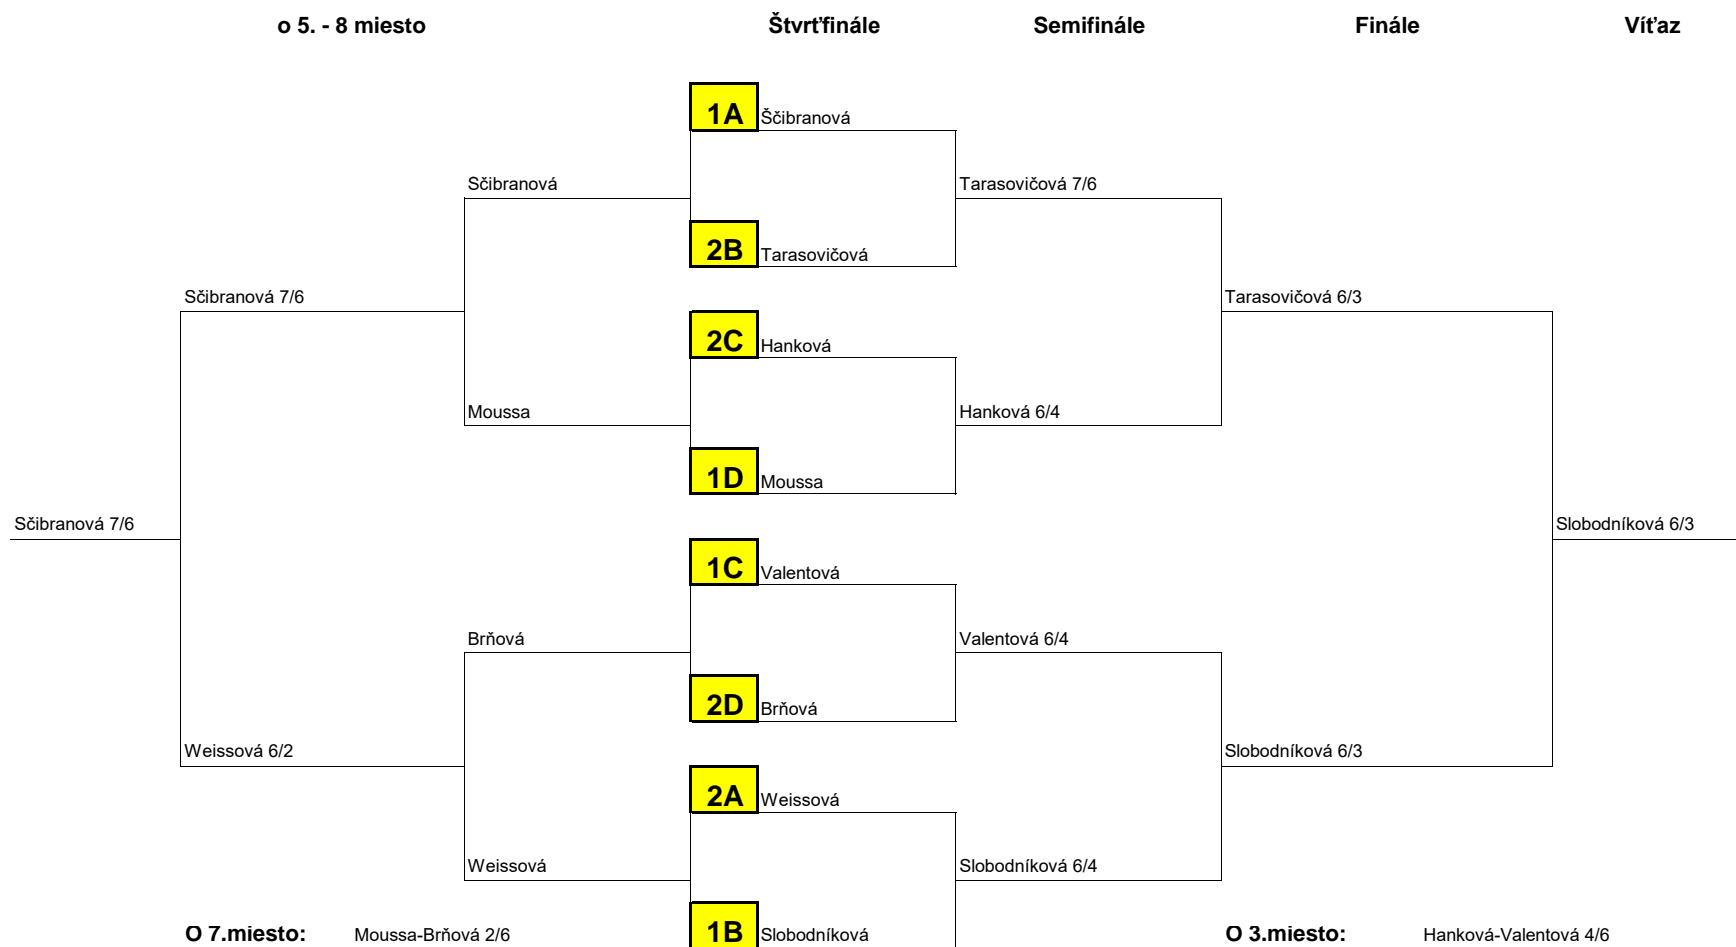 o 5. - 8 miesto Štvrťfinále Semifinále Finále Víťaz
1A Ščibranová
Sčibranová Tarasovičová 7/6
2B Tarasovičová
Sčibranová 7/6 Tarasovičová 6/3
2C Hanková
Moussa Hanková 6/4
1D Moussa
Sčibranová 7/6 Slobodníková 6/3
1C Valentová
Brňová Valentová 6/4
2D Brňová
Weissová 6/2 Slobodníková 6/3
2A Weissová
Weissová Slobodníková 6/4
O 7.miesto: Moussa-Brňová 2/6 1B Slobodníková O 3.miesto: Hanková-Valentová 4/6